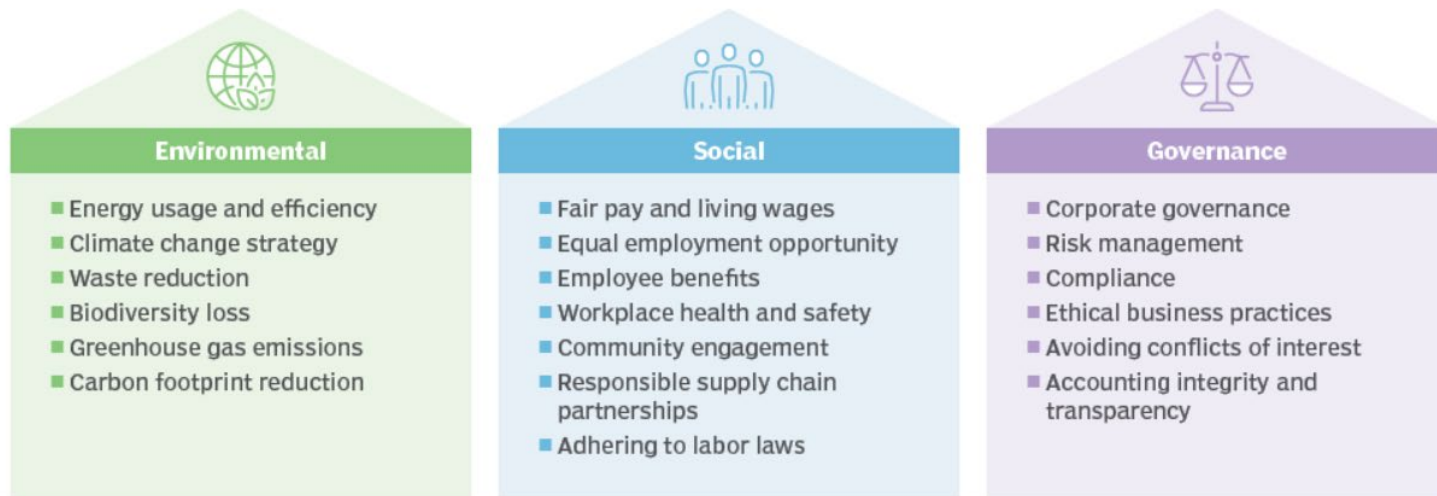 Environmental
Energy usage and efficiency
Climate change strategy
Waste reduction
Biodiversity loss
Greenhouse gas emissions
Carbon footprint reduction
Social
Fair pay and living wages
Equal employment opportunity
Employee benefits
Workplace health and safety
Community engagement
Responsible supply chain
partnerships
Adhering to labor laws
Governance
Corporate governance
Risk management
Compliance
Ethical business practices
Avoiding conflicts of interest
Accounting integrity and
transparency